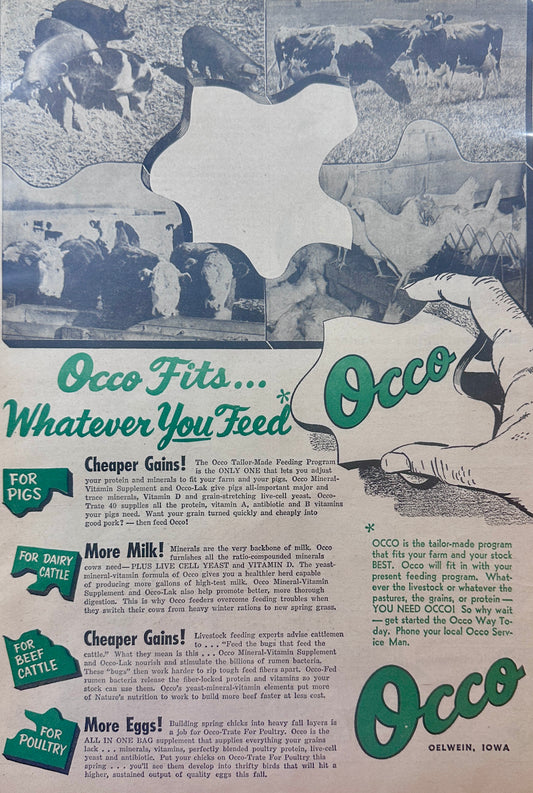 Occo
Occo Fits...
Whatever You Feed*
FOR
PIGS
Cheaper Gains! The Occo Tailor-Made Feeding Program
is the ONLY ONE that lets you adjust
your protein and minerals to fit your farm and your pigs. Occo Mineral-
Vitamin Supplement and Occo-Lak give pigs all-important major and
trace minerals, Vitamin D and grain-stretching live-cell yeast. Occo-
Trate 40 supplies all the protein, vitamin A, antibiotic and B vitamins
your pigs need. Want your grain turned quickly and cheaply into
good pork? — then feed Occo!
FOR DAIRY
CATTLE
More Milk! Minerals are the very backbone of milk. Occo
furnishes all the ratio-compounded minerals
cows need—PLUS LIVE CELL YEAST and VITAMIN D. The yeast-
mineral-vitamin formula of Occo gives you a healthier herd capable
of producing more gallons of high-test milk. Occo Mineral-Vitamin
Supplement and Occo-Lak also help promote better, more thorough
digestion. This is why Occo feeders overcome feeding troubles when
they switch their cows from heavy winter rations to new spring grass.
FOR
BEEF
CATTLE
Cheaper Gains! Livestock feeding experts advise cattlemen
to . . . "Feed the bugs that feed the
cattle." What they mean is this . . . Occo Mineral-Vitamin Supplement
and Occo-Lak nourish and stimulate the billions of rumen bacteria.
These "bugs" then work harder to rip tough feed fibers apart. Occo-Fed
rumen bacteria release the fiber-locked protein and vitamins so your
stock can use them. Occo's yeast-mineral-vitamin elements put more
of Nature's nutrition to work to build more beef faster at less cost.
FOR
POULTRY
More Eggs! Building spring chicks into heavy fall layers is
a job for Occo-Trate For Poultry. Occo is the
ALL IN ONE BAG supplement that supplies everything your grains
lack . . . minerals, vitamins, perfectly blended poultry protein, live-cell
yeast and antibiotic. Put your chicks on Occo-Trate For Poultry this
spring . . . you'll see them develop into thrifty birds that will hit a
higher, sustained output of quality eggs this fall.
*
OCCO is the tailor-made program
that fits your farm and your stock
BEST. Occo will fit in with your
present feeding program. What-
ever the livestock or whatever the
pastures, the grains, or protein —
YOU NEED OCCO! So why wait
— get started the Occo Way To-
day. Phone your local Occo Serv-
ice Man.
Occo
OELWEIN, IOWA